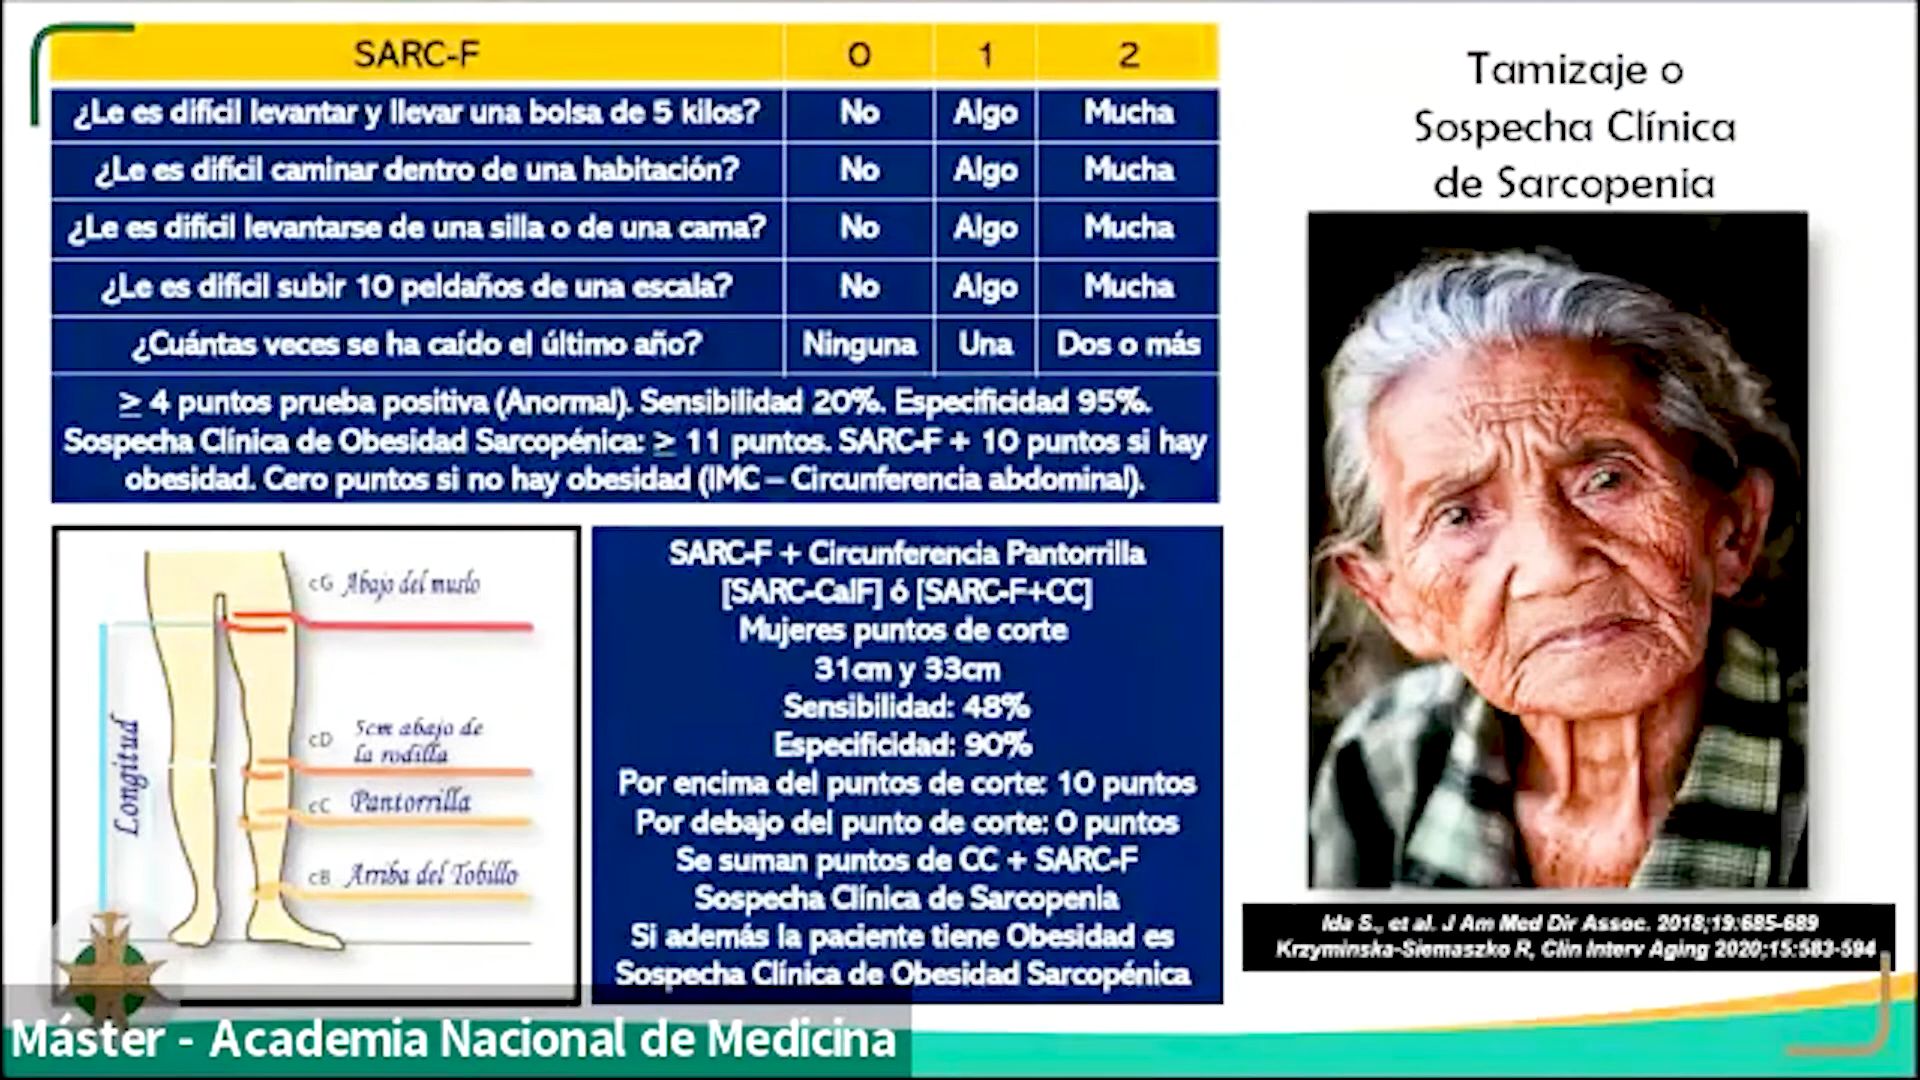 SARC-F 0 1 2
¿Le es difícil levantar y llevar una bolsa de 5 kilos? No Algo Mucha
¿Le es difícil caminar dentro de una habitación? No Algo Mucha
¿Le es difícil levantarse de una silla o de una cama? No Algo Mucha
¿Le es difícil subir 10 peldaños de una escala? No Algo Mucha
¿Cuántas veces se ha caído el último año? Ninguna Una Dos o más
≥ 4 puntos prueba positiva (Anormal). Sensibilidad 20%. Especificidad 95%.
Sospecha Clínica de Obesidad Sarcopénica: ≥ 11 puntos. SARC-F + 10 puntos si hay
obesidad. Cero puntos si no hay obesidad (IMC – Circunferencia abdominal).
Tamizaje o
Sospecha Clínica
de Sarcopenia
cG Abajo del muslo
cD 5cm abajo de
la rodilla
cC Pantorrilla
cB Arriba del Tobillo
Longitud
SARC-F + Circunferencia Pantorrilla
[SARC-CalF] ó [SARC-F+CC]
Mujeres puntos de corte
31cm y 33cm
Sensibilidad: 48%
Especificidad: 90%
Por encima del puntos de corte: 10 puntos
Por debajo del punto de corte: 0 puntos
Se suman puntos de CC + SARC-F
Sospecha Clínica de Sarcopenia
Si además la paciente tiene Obesidad es
Sospecha Clínica de Obesidad Sarcopénica
Ida S., et al. J Am Med Dir Assoc. 2018;19:685-689
Krzyminska-Siemaszko R, Clin Interv Aging 2020;15:583-594
Máster - Academia Nacional de Medicina